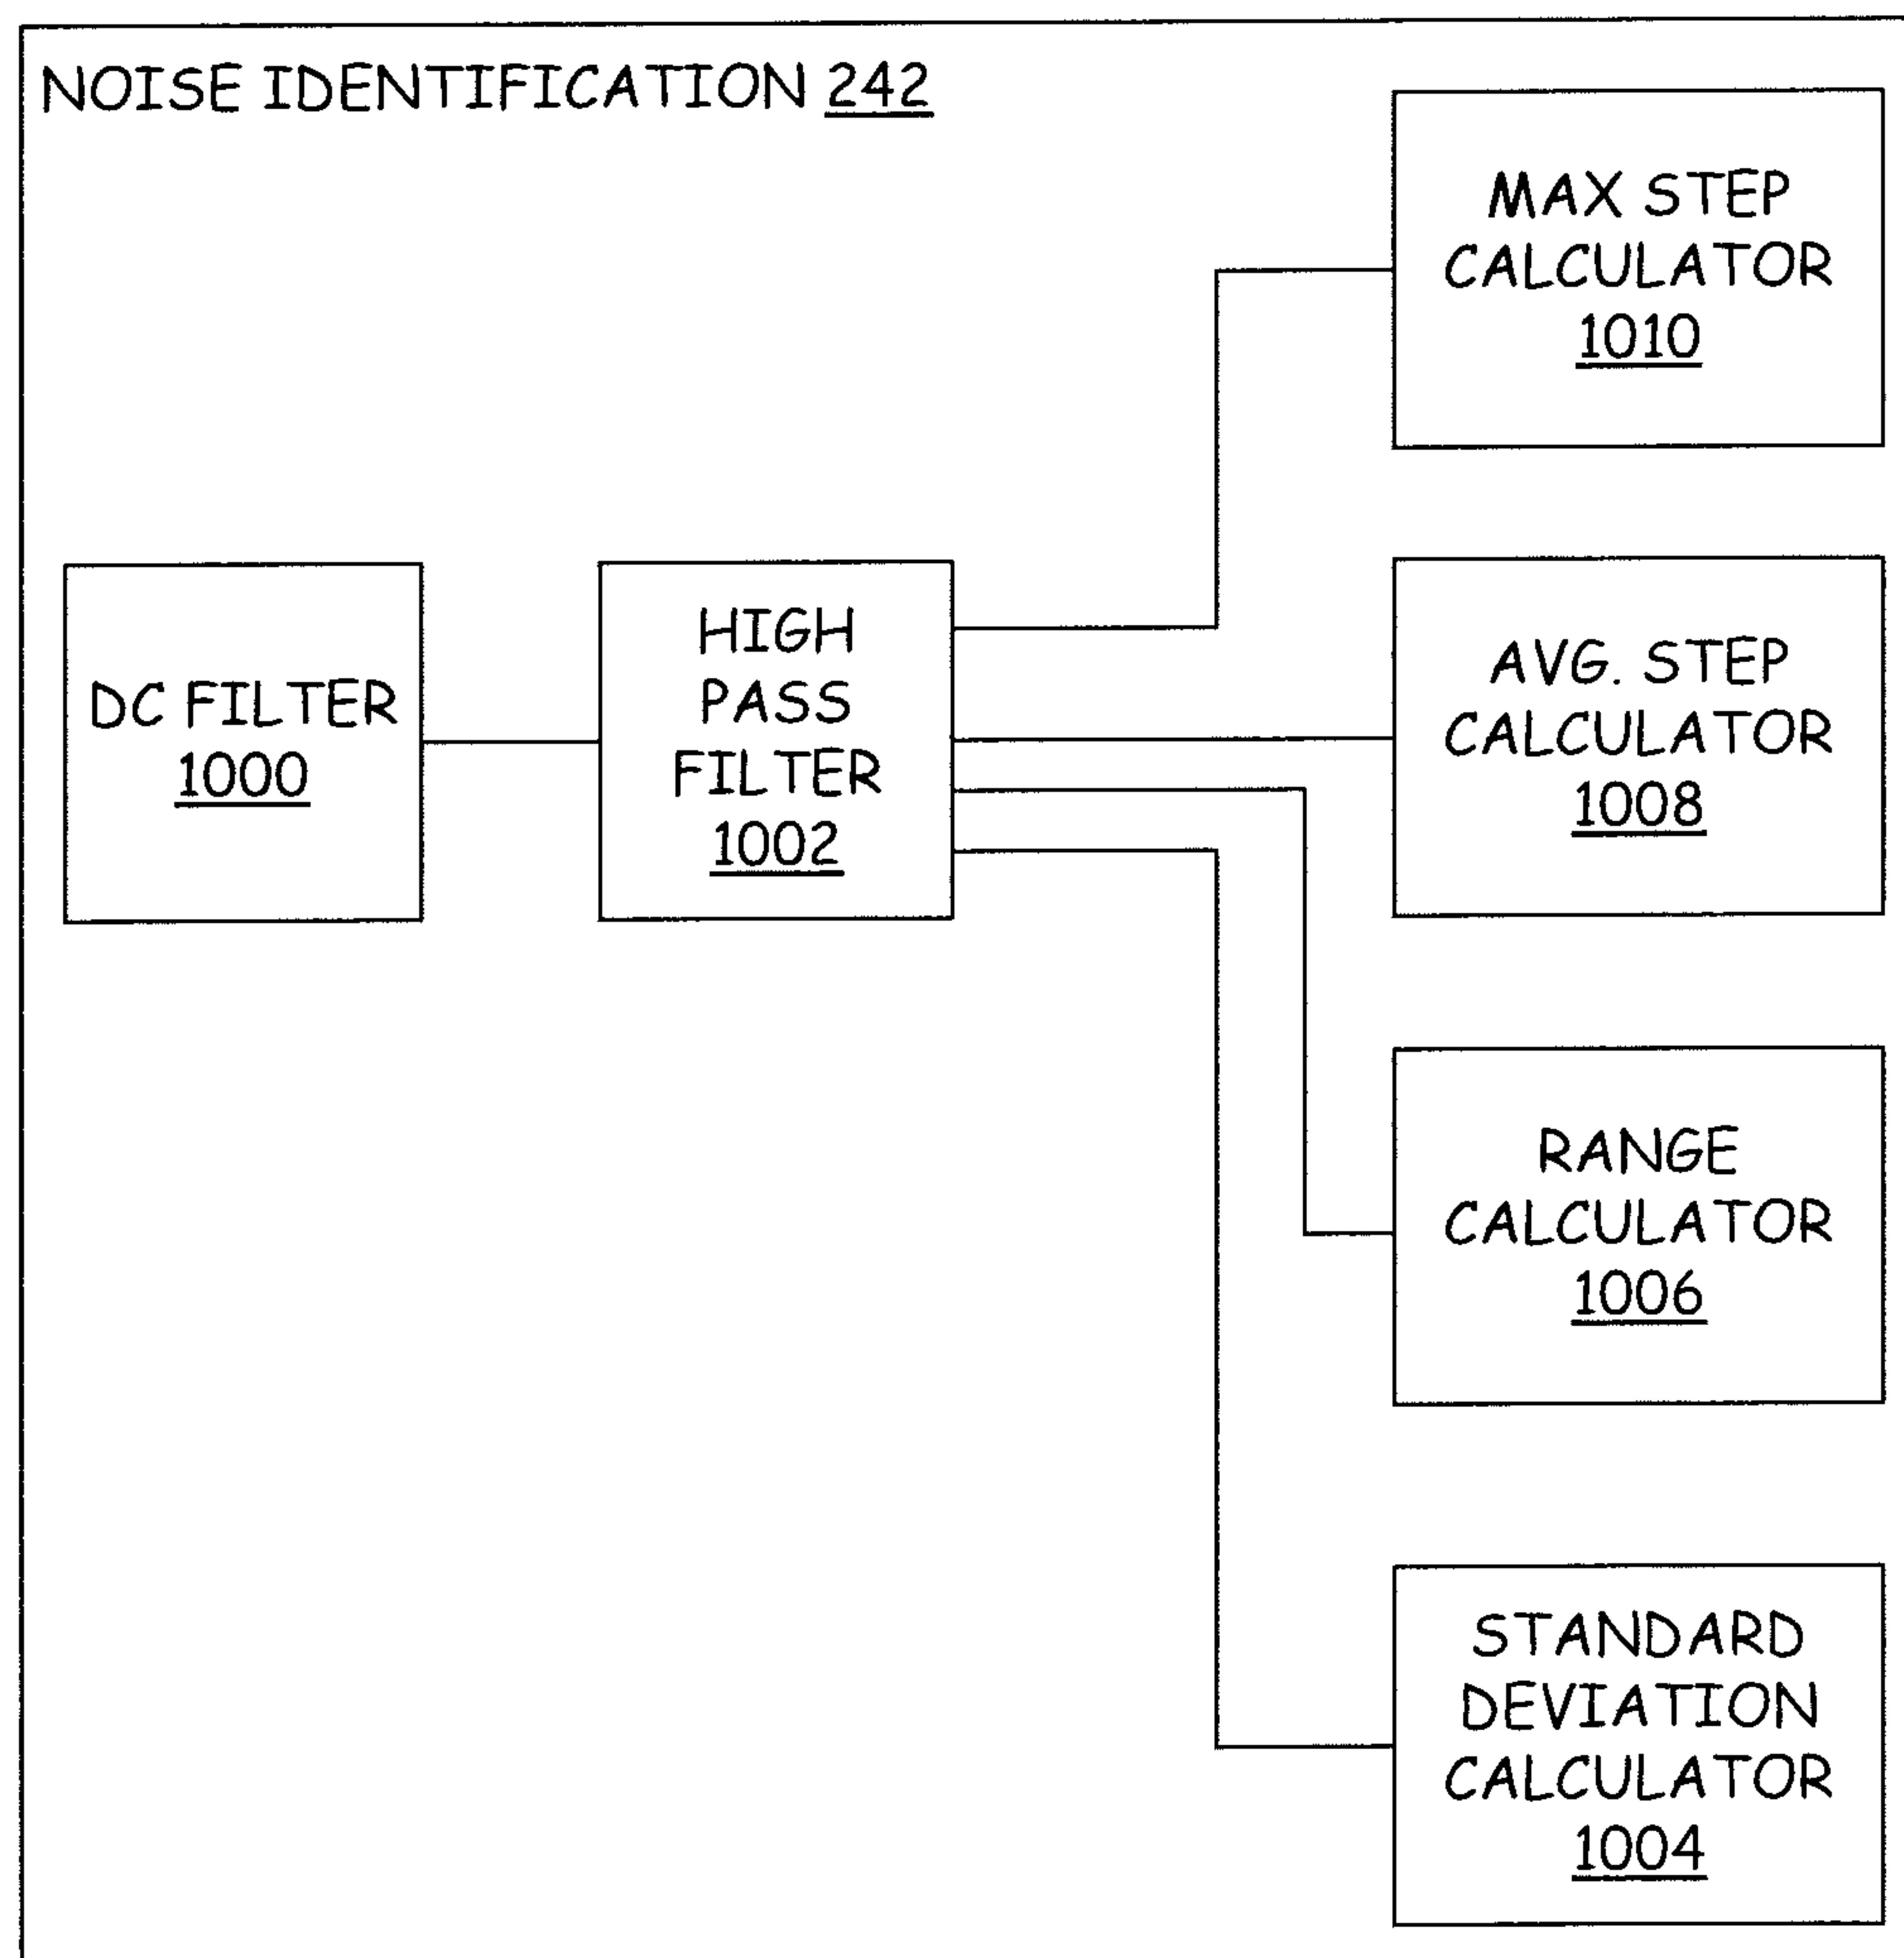 NOISE IDENTIFICATION 242
MAX STEP
CALCULATOR
1010
DC FILTER
1000
HIGH
PASS
FILTER
1002
AVG. STEP
CALCULATOR
1008
RANGE
CALCULATOR
1006
STANDARD
DEVIATION
CALCULATOR
1004